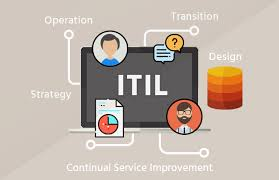 Operation
Transition
Strategy
ITIL
Design
Continual Service Improvement